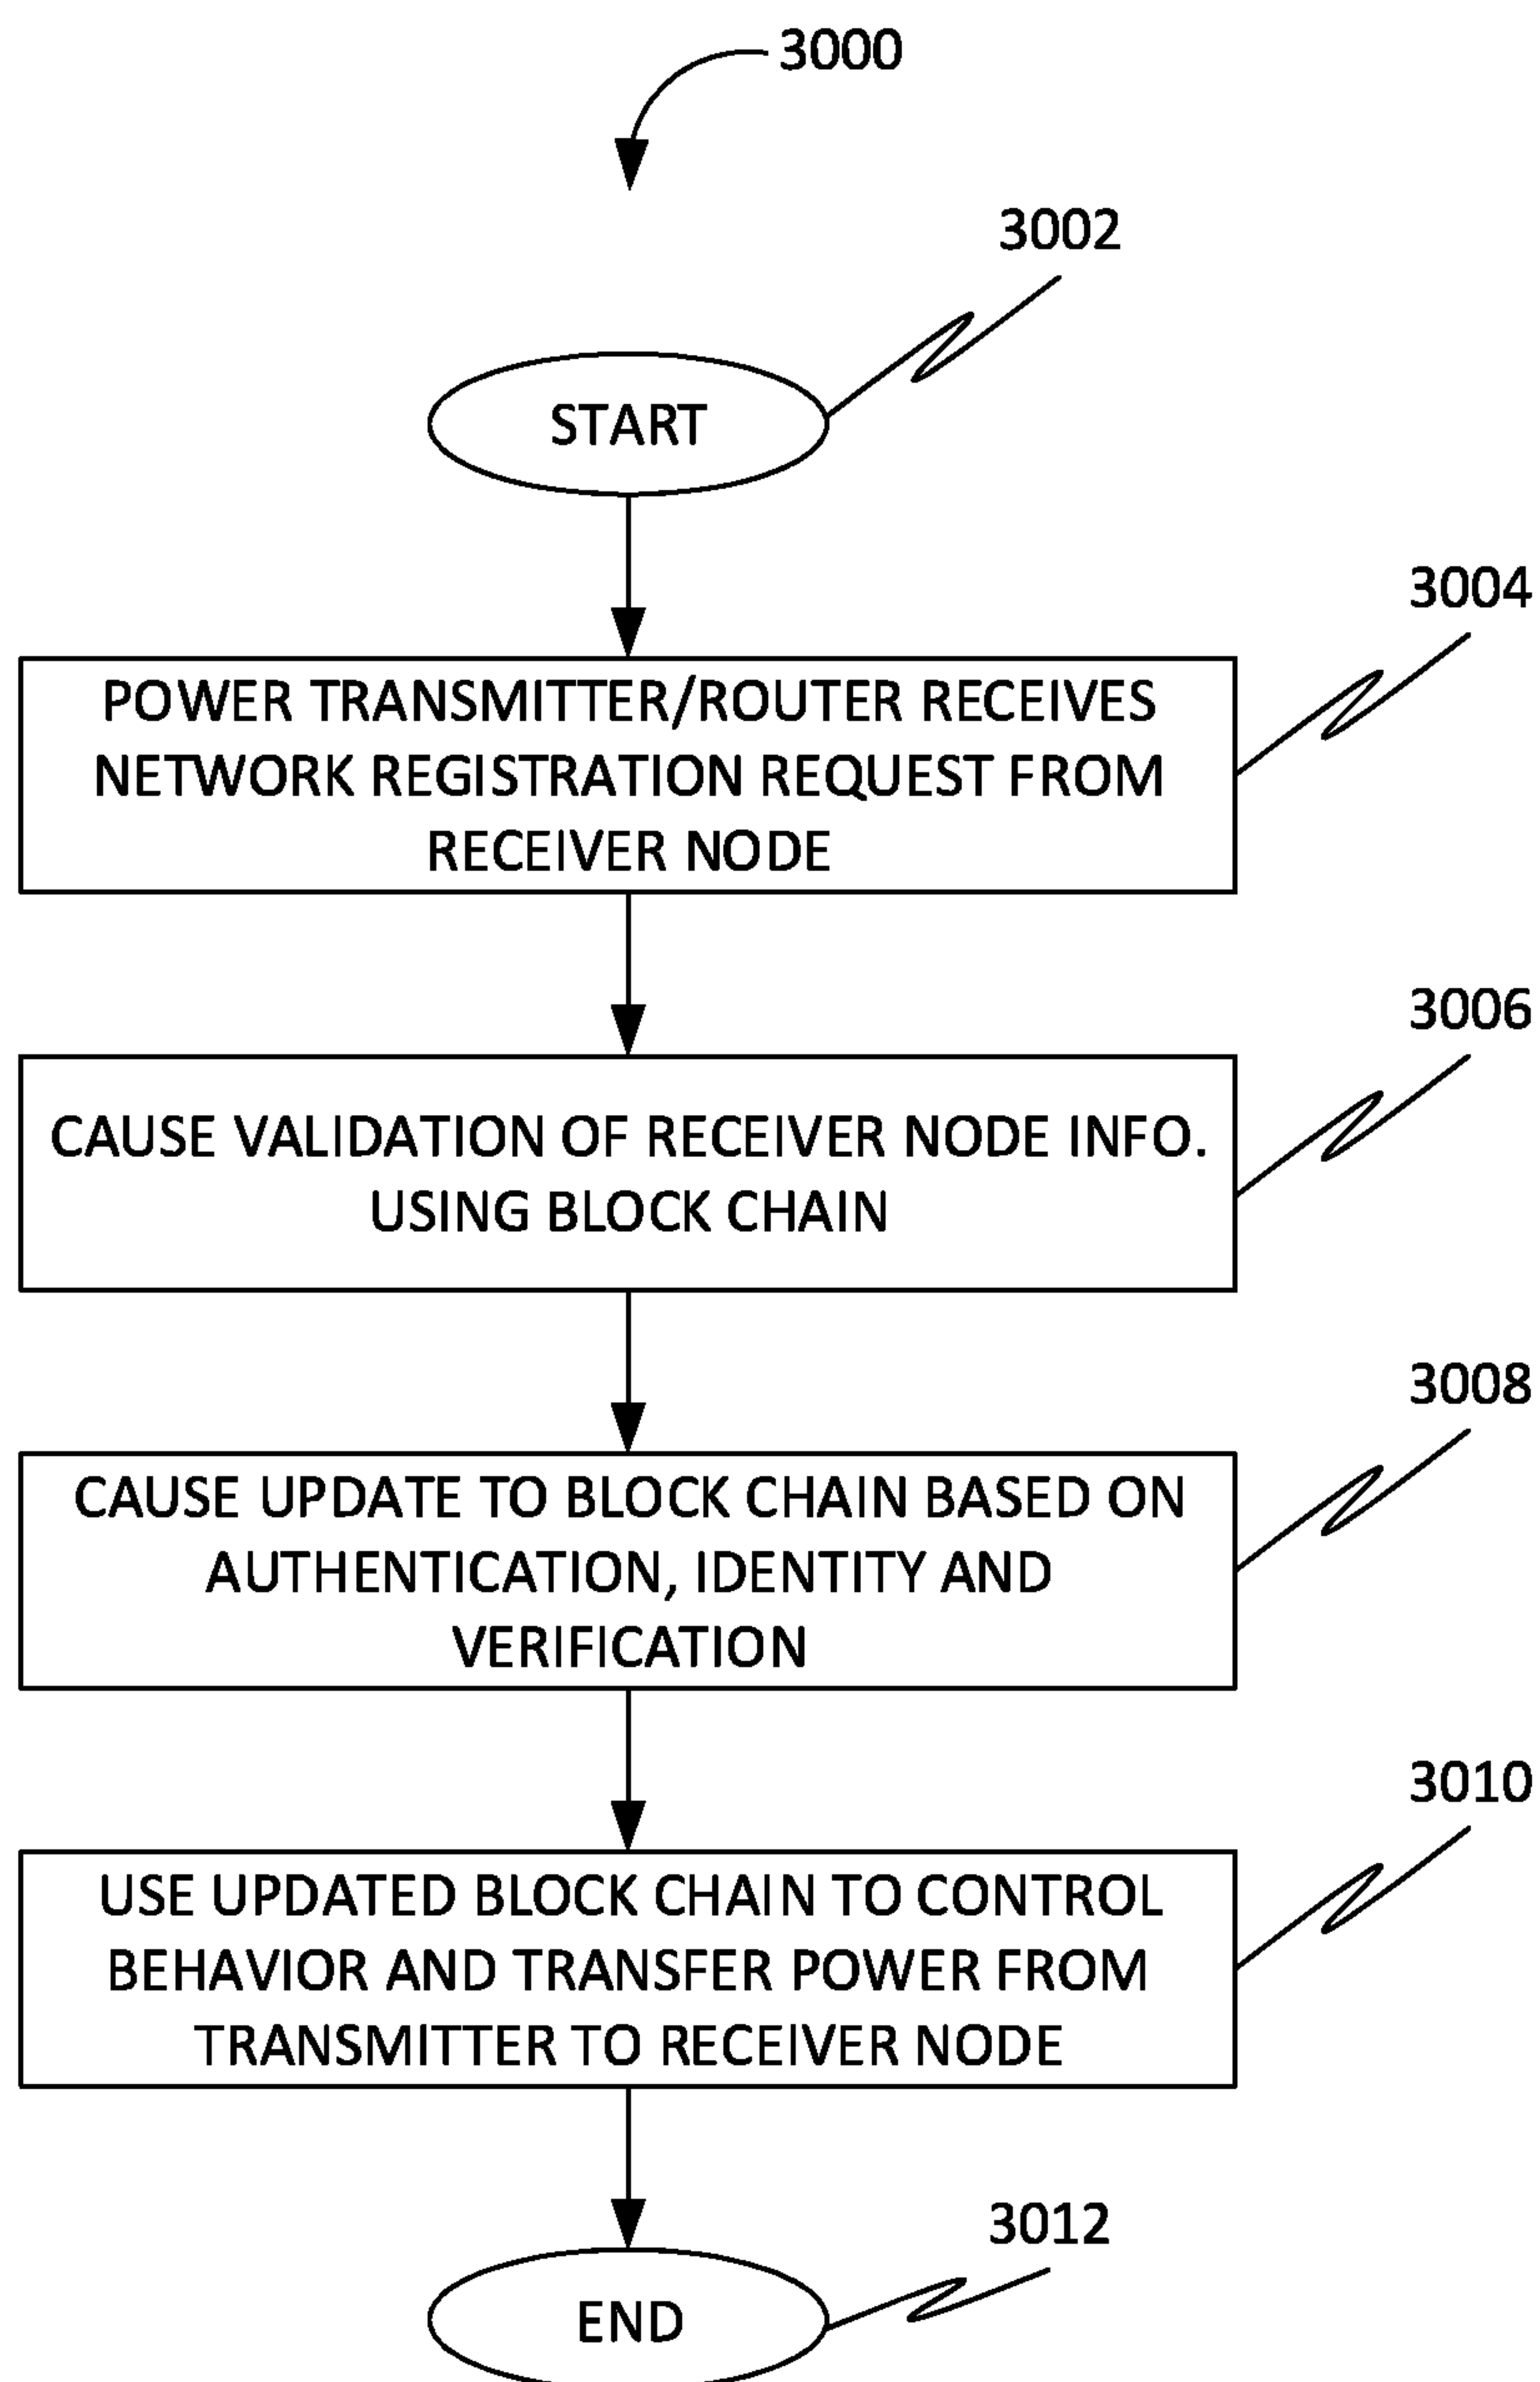 3000
3002
START
3004
POWER TRANSMITTER/ROUTER RECEIVES
NETWORK REGISTRATION REQUEST FROM
RECEIVER NODE
3006
CAUSE VALIDATION OF RECEIVER NODE INFO.
USING BLOCK CHAIN
3008
CAUSE UPDATE TO BLOCK CHAIN BASED ON
AUTHENTICATION, IDENTITY AND
VERIFICATION
3010
USE UPDATED BLOCK CHAIN TO CONTROL
BEHAVIOR AND TRANSFER POWER FROM
TRANSMITTER TO RECEIVER NODE
3012
END